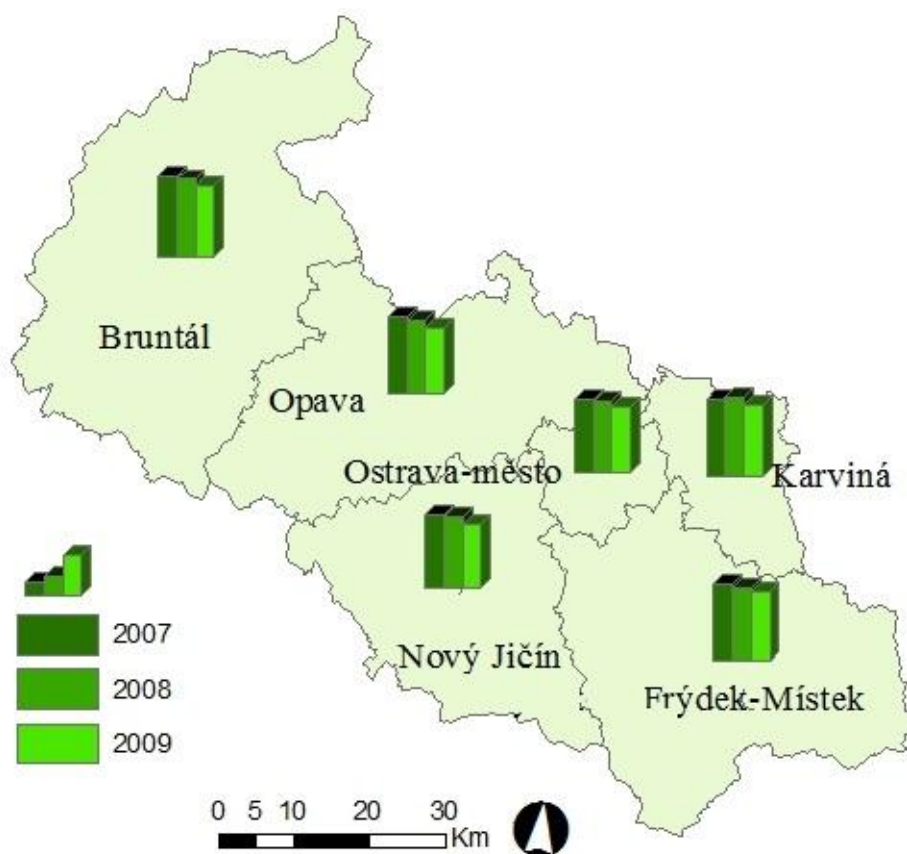 Bruntál
Opava
Ostrava-město
Karviná
Nový Jičín
Frýdek-Místek
2007
2008
2009
0 5 10 20 30
Km